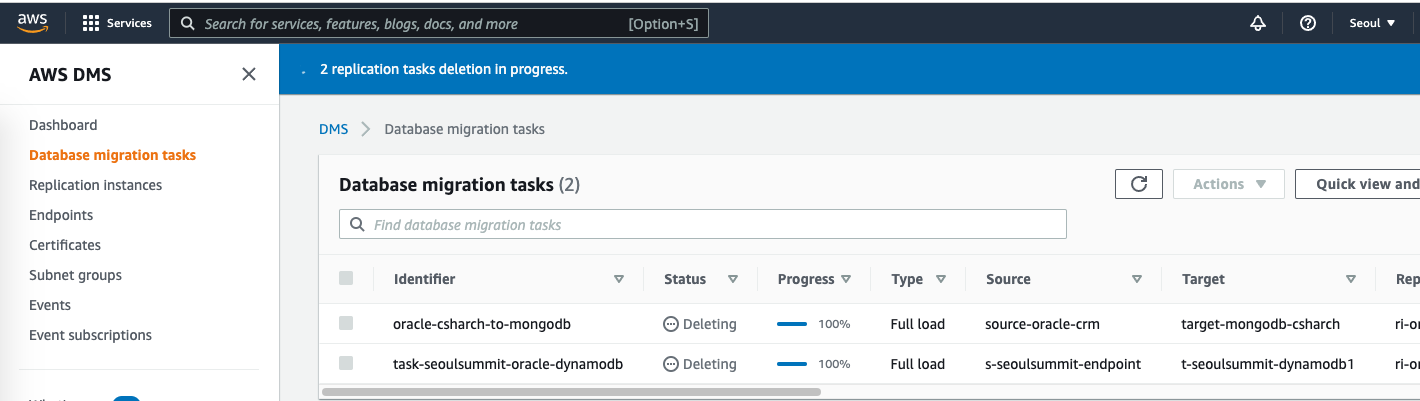 aws
Services
Search for services, features, blogs, docs, and more
[Option+S]
Seoul
AWS DMS
2 replication tasks deletion in progress.
Dashboard
Database migration tasks
Replication instances
Endpoints
Certificates
Subnet groups
Events
Event subscriptions
DMS
Database migration tasks
Database migration tasks (2)
Actions
Quick view and
Find database migration tasks
Identifier Status Progress Type Source Target
oracle-csharch-to-mongodb Deleting 100% Full load source-oracle-crm target-mongodb-csharch
task-seoulsummit-oracle-dynamodb Deleting 100% Full load s-seoulsummit-endpoint t-seoulsummit-dynamodb1